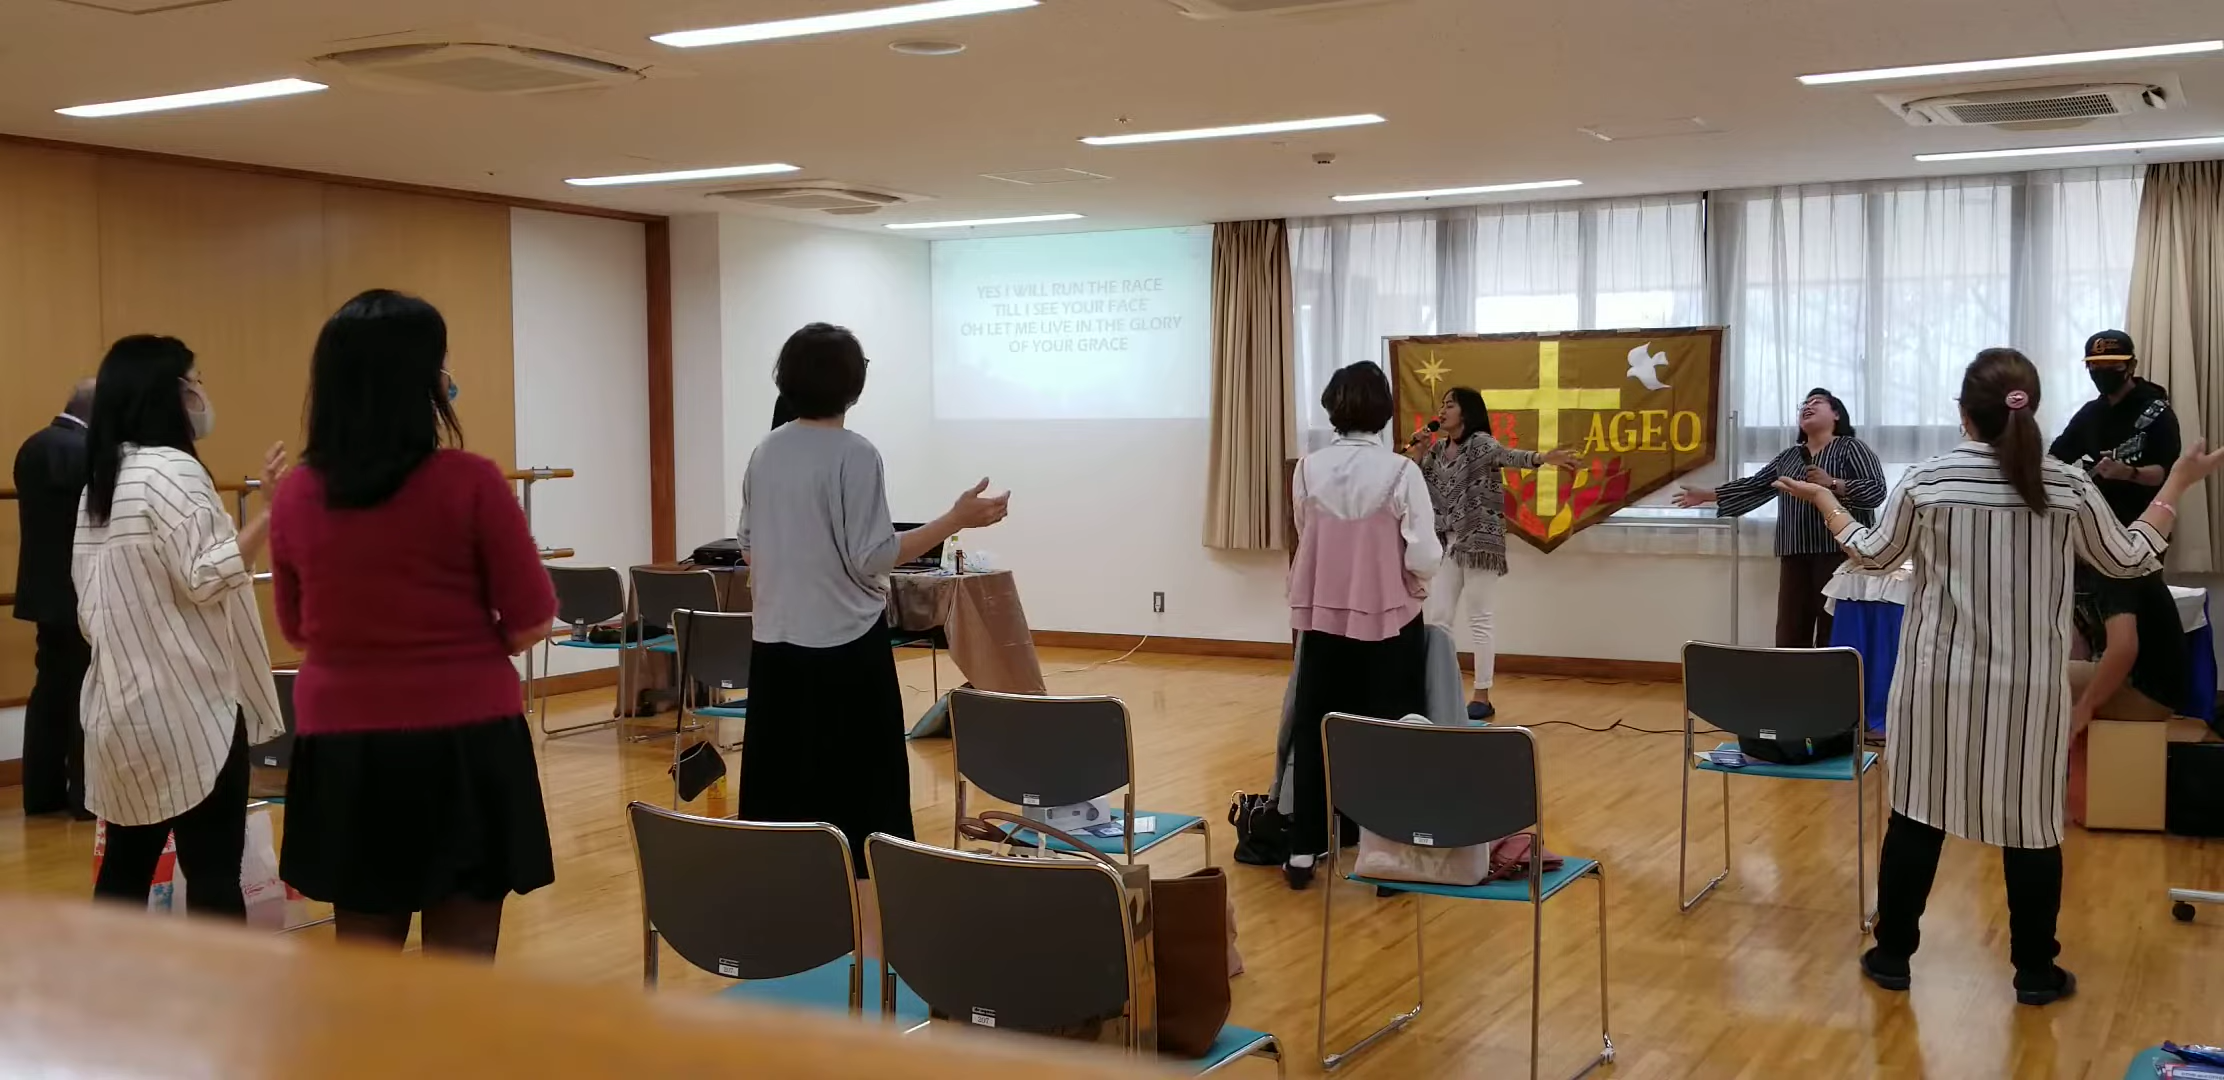 YES I WILL RUN THE RACE
TILL I SEE YOUR FACE
OH LET ME LIVE IN THE GLORY
OF YOUR GRACE
AGEO